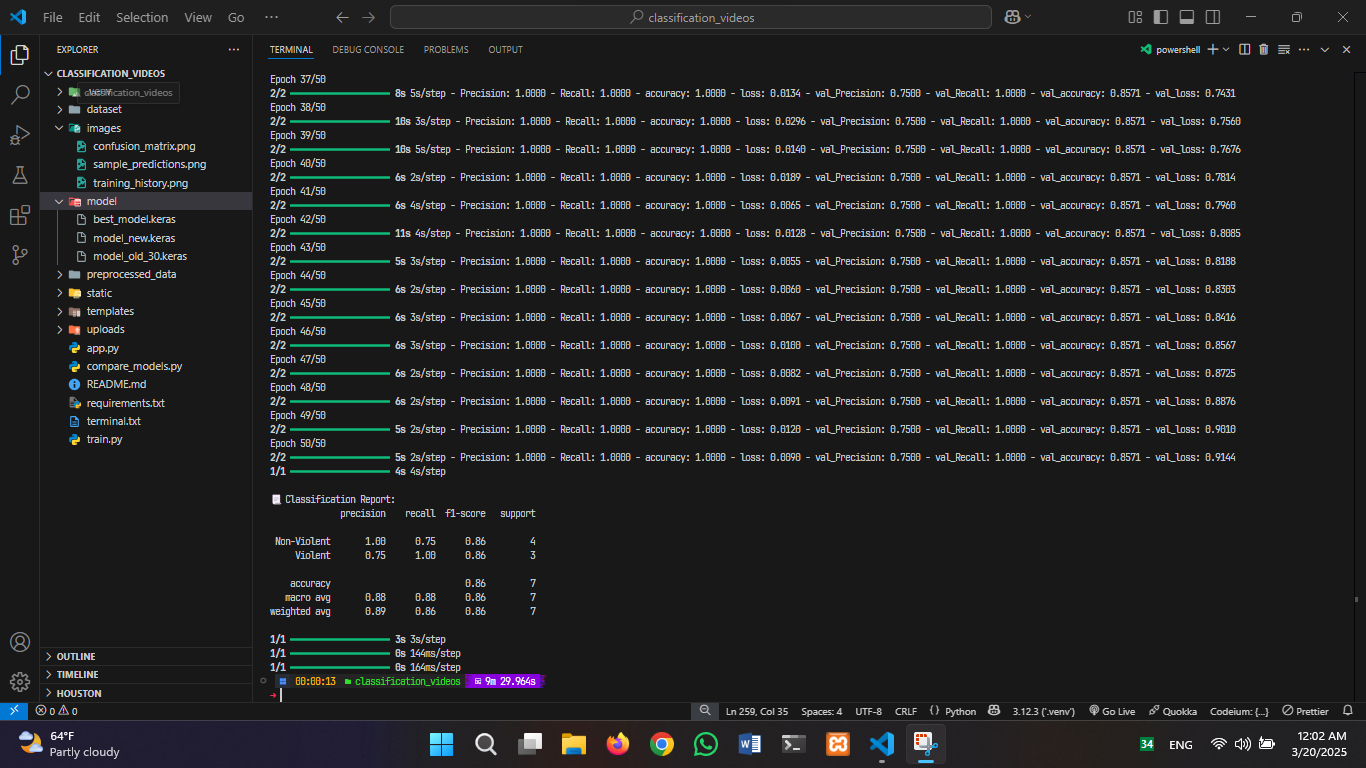 File Edit Selection View Go ··· classification_videos
EXPLORER ···
CLASSIFICATION_VIDEOS
classification_videos
dataset
images
confusion_matrix.png
sample_predictions.png
training_history.png
model
best_model.keras
model_new.keras
model_old_30.keras
preprocessed_data
static
templates
uploads
app.py
compare_models.py
README.md
requirements.txt
terminal.txt
train.py
OUTLINE
TIMELINE
HOUSTON
TERMINAL DEBUG CONSOLE PROBLEMS OUTPUT powershell
Epoch 37/50
2/2 8s 5s/step - Precision: 1.0000 - Recall: 1.0000 - accuracy: 1.0000 - loss: 0.0134 - val_Precision: 0.7500 - val_Recall: 1.0000 - val_accuracy: 0.8571 - val_loss: 0.7431
Epoch 38/50
2/2 10s 3s/step - Precision: 1.0000 - Recall: 1.0000 - accuracy: 1.0000 - loss: 0.0296 - val_Precision: 0.7500 - val_Recall: 1.0000 - val_accuracy: 0.8571 - val_loss: 0.7560
Epoch 39/50
2/2 10s 5s/step - Precision: 1.0000 - Recall: 1.0000 - accuracy: 1.0000 - loss: 0.0140 - val_Precision: 0.7500 - val_Recall: 1.0000 - val_accuracy: 0.8571 - val_loss: 0.7676
Epoch 40/50
2/2 6s 2s/step - Precision: 1.0000 - Recall: 1.0000 - accuracy: 1.0000 - loss: 0.0189 - val_Precision: 0.7500 - val_Recall: 1.0000 - val_accuracy: 0.8571 - val_loss: 0.7814
Epoch 41/50
2/2 6s 4s/step - Precision: 1.0000 - Recall: 1.0000 - accuracy: 1.0000 - loss: 0.0065 - val_Precision: 0.7500 - val_Recall: 1.0000 - val_accuracy: 0.8571 - val_loss: 0.7960
Epoch 42/50
2/2 11s 4s/step - Precision: 1.0000 - Recall: 1.0000 - accuracy: 1.0000 - loss: 0.0128 - val_Precision: 0.7500 - val_Recall: 1.0000 - val_accuracy: 0.8571 - val_loss: 0.8085
Epoch 43/50
2/2 5s 3s/step - Precision: 1.0000 - Recall: 1.0000 - accuracy: 1.0000 - loss: 0.0055 - val_Precision: 0.7500 - val_Recall: 1.0000 - val_accuracy: 0.8571 - val_loss: 0.8188
Epoch 44/50
2/2 6s 2s/step - Precision: 1.0000 - Recall: 1.0000 - accuracy: 1.0000 - loss: 0.0060 - val_Precision: 0.7500 - val_Recall: 1.0000 - val_accuracy: 0.8571 - val_loss: 0.8303
Epoch 45/50
2/2 6s 3s/step - Precision: 1.0000 - Recall: 1.0000 - accuracy: 1.0000 - loss: 0.0067 - val_Precision: 0.7500 - val_Recall: 1.0000 - val_accuracy: 0.8571 - val_loss: 0.8416
Epoch 46/50
2/2 6s 3s/step - Precision: 1.0000 - Recall: 1.0000 - accuracy: 1.0000 - loss: 0.0100 - val_Precision: 0.7500 - val_Recall: 1.0000 - val_accuracy: 0.8571 - val_loss: 0.8567
Epoch 47/50
2/2 6s 2s/step - Precision: 1.0000 - Recall: 1.0000 - accuracy: 1.0000 - loss: 0.0082 - val_Precision: 0.7500 - val_Recall: 1.0000 - val_accuracy: 0.8571 - val_loss: 0.8725
Epoch 48/50
2/2 6s 2s/step - Precision: 1.0000 - Recall: 1.0000 - accuracy: 1.0000 - loss: 0.0091 - val_Precision: 0.7500 - val_Recall: 1.0000 - val_accuracy: 0.8571 - val_loss: 0.8876
Epoch 49/50
2/2 5s 2s/step - Precision: 1.0000 - Recall: 1.0000 - accuracy: 1.0000 - loss: 0.0120 - val_Precision: 0.7500 - val_Recall: 1.0000 - val_accuracy: 0.8571 - val_loss: 0.9010
Epoch 50/50
2/2 5s 2s/step - Precision: 1.0000 - Recall: 1.0000 - accuracy: 1.0000 - loss: 0.0090 - val_Precision: 0.7500 - val_Recall: 1.0000 - val_accuracy: 0.8571 - val_loss: 0.9144
1/1 4s 4s/step
Classification Report:
precision recall f1-score support
Non-Violent 1.00 0.75 0.86 4
Violent 0.75 1.00 0.86 3
accuracy 0.86 7
macro avg 0.88 0.88 0.86 7
weighted avg 0.89 0.86 0.86 7
1/1 3s 3s/step
1/1 0s 144ms/step
1/1 0s 164ms/step
00:00:13 classification_videos 9m 29.964s
0 0 Ln 259, Col 35 Spaces: 4 UTF-8 CRLF {} Python 3.12.3 ('.venv') Go Live Quokka Codeium: {...} Prettier
64°F
Partly cloudy
34 ENG
12:02 AM
3/20/2025